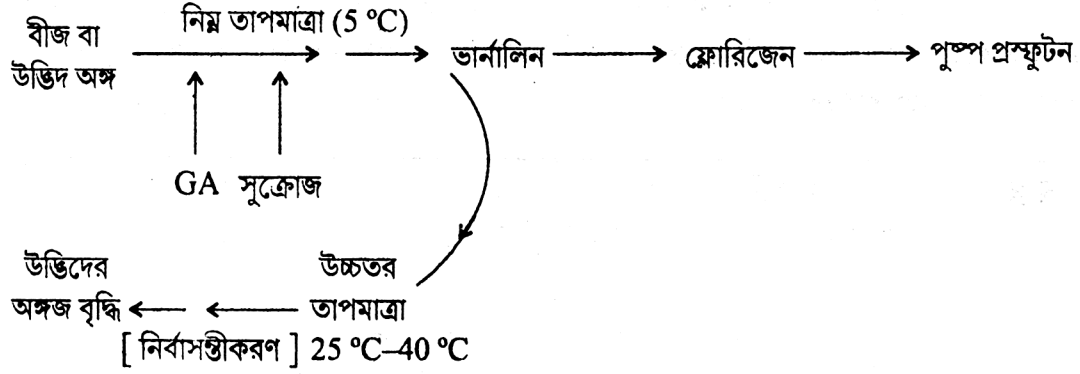 নিম্ন তাপমাত্রা (5 °C)
বীজ বা
উদ্ভিদ অঙ্গ
ভার্নালিন
ফ্লোরিজেন
পুষ্প প্রস্ফুটন
GA সুক্রোজ
উদ্ভিদের
অঙ্গজ বৃদ্ধি
উচ্চতর
তাপমাত্রা
[ নির্বাসন্তীকরণ ] 25 °C–40 °C